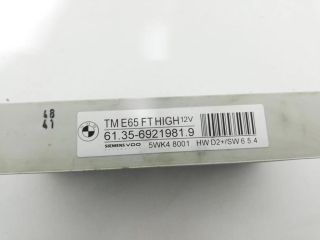 48
41
TM E65 FT HIGH 12V
61.35-6921981.9
SIEMENS VDO 5WK4 8001 HW D2+/SW 6.5.4